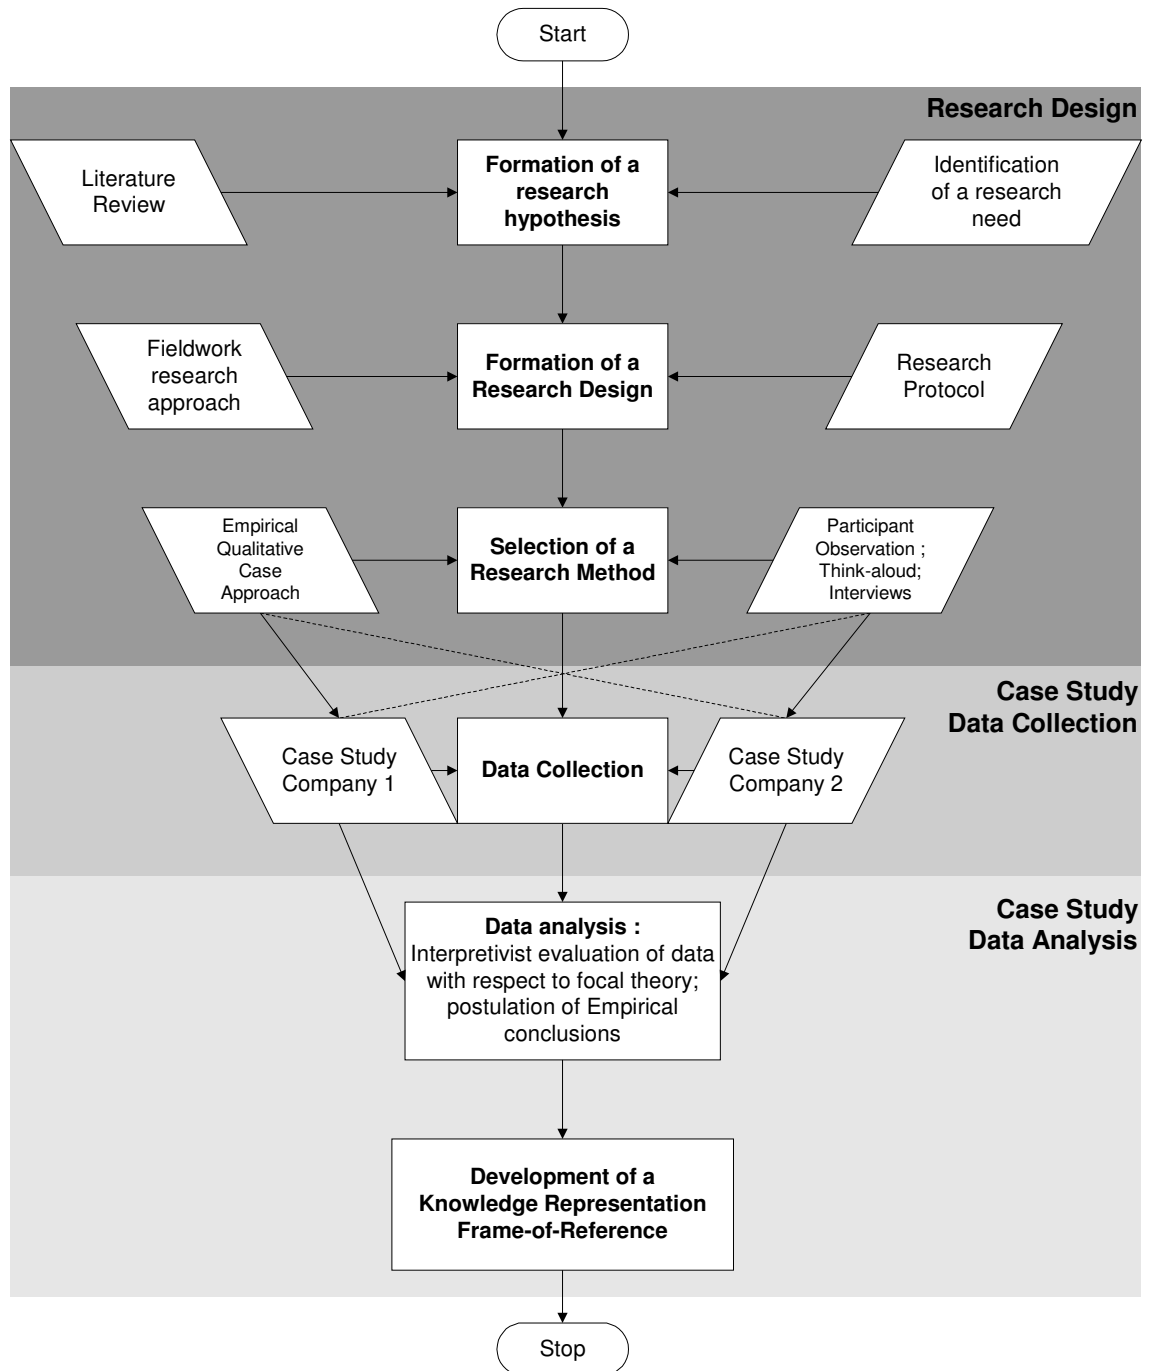 Start
Research Design
Literature
Review
Formation of a
research
hypothesis
Identification
of a research
need
Fieldwork
research
approach
Formation of a
Research Design
Research
Protocol
Empirical
Qualitative
Case
Approach
Selection of a
Research Method
Participant
Observation ;
Think-aloud;
Interviews
Case Study
Data Collection
Case Study
Company 1
Data Collection
Case Study
Company 2
Case Study
Data Analysis
Data analysis :
Interpretivist evaluation of data
with respect to focal theory;
postulation of Empirical
conclusions
Development of a
Knowledge Representation
Frame-of-Reference
Stop